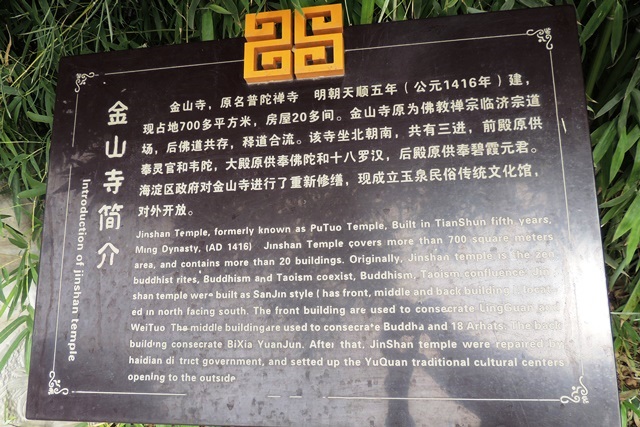 金山寺简介
Introduction of jinshan temple
金山寺，原名普陀禅寺 明朝天顺五年（公元1416年）建，
现占地700多平方米，房屋20多间。金山寺原为佛教禅宗临济宗道
场，后佛道共存，释道合流。该寺坐北朝南，共有三进，前殿原供
奉灵官和韦陀，大殿原供奉佛陀和十八罗汉，后殿原供奉碧霞元君。
海淀区政府对金山寺进行了重新修缮，现成立玉泉民俗传统文化馆，
对外开放。
Jinshan Temple, formerly known as PuTuo Temple, Built in TianShun fifth years,
Ming Dynasty, (AD 1416) Jinshan Temple covers more than 700 square meters
area, and contains more than 20 buildings. Originally, Jinshan temple is the zen
buddhist rites, Buddhism and Taoism coexist, Buddhism, Taoism confluence.
shan temple were built as SanJin style ( has front, middle and back building
ed in north facing south. The front building are used to consecrate LingGuan and
WeiTuo The middle building are used to consecrate Buddha and 18 Arhats. The back
building consecrate BiXia YuanJun. After that, JinShan temple were repaired
haidian di trict government, and setted up the YuQuan traditional cultural centers
opening to the outside